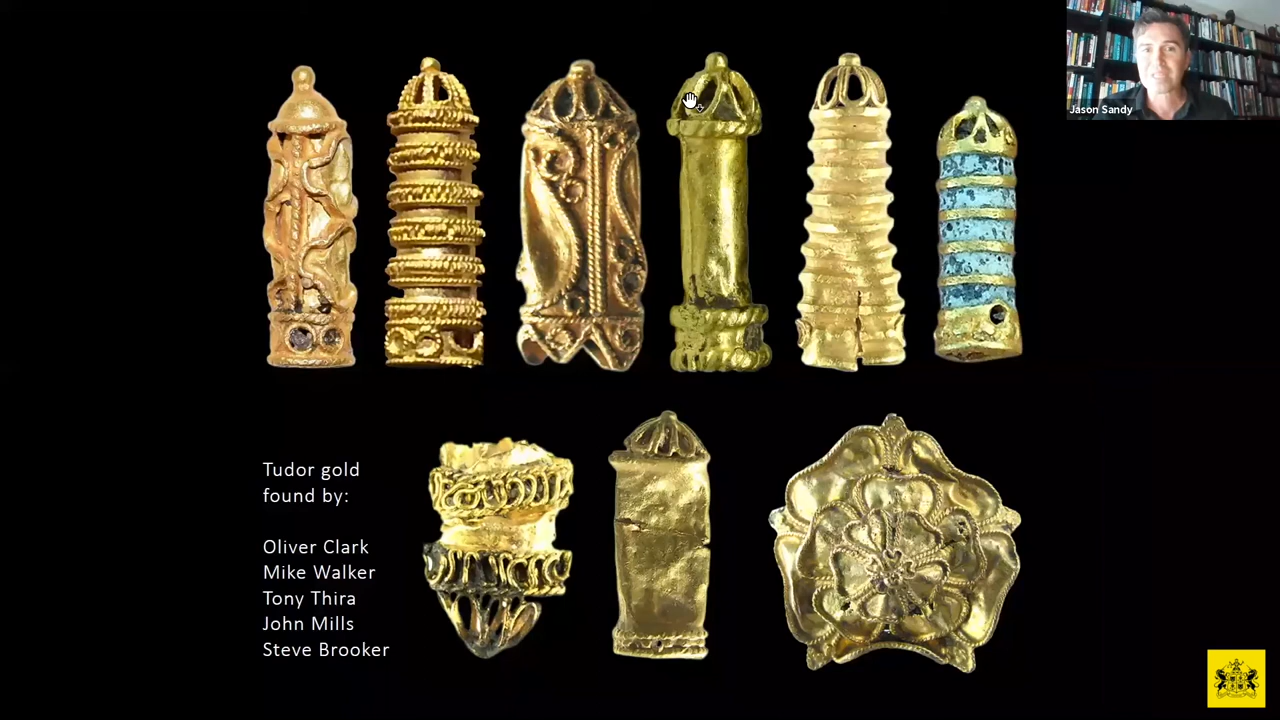 Jason Sandy
Tudor gold
found by:
Oliver Clark
Mike Walker
Tony Thira
John Mills
Steve Brooker